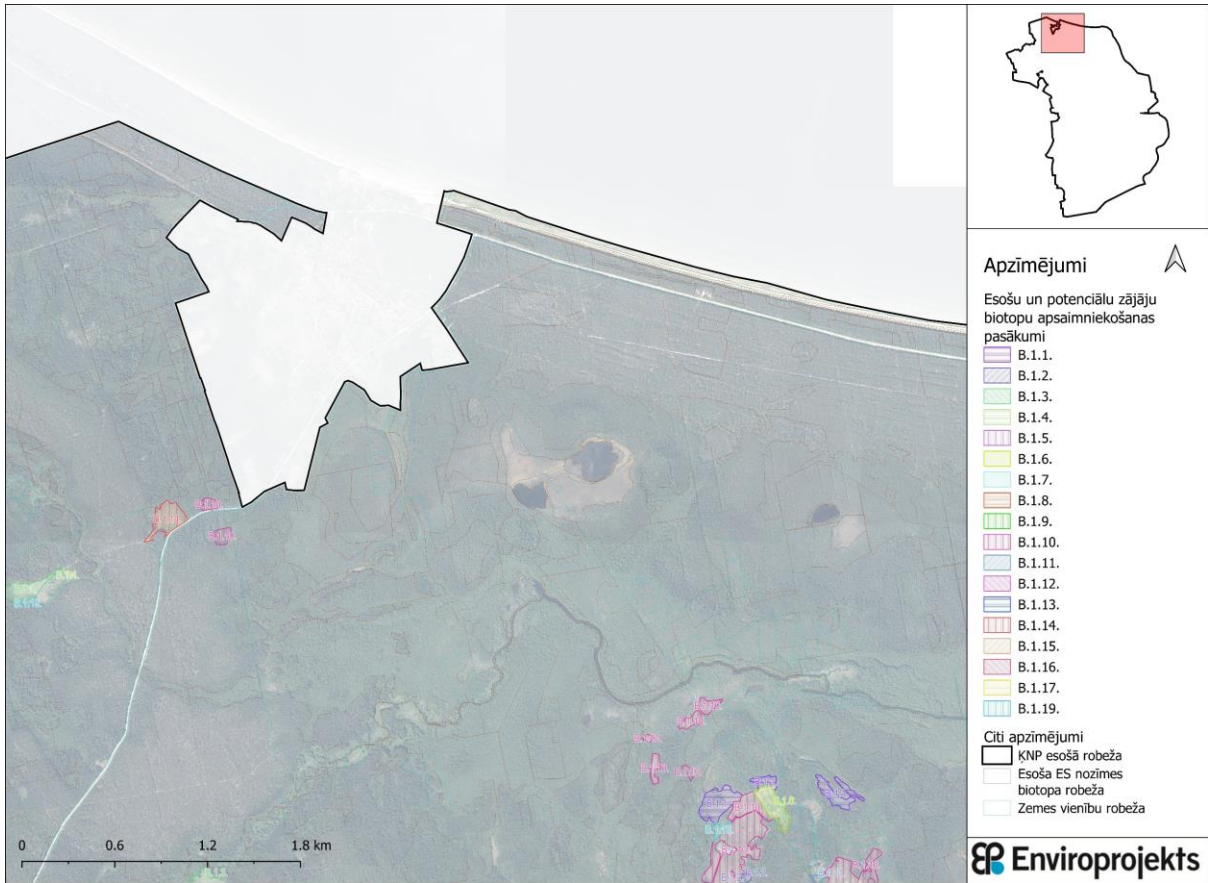 Apzīmējumi
Esošu un potenciālu zājāju
biotopu apsaimniekošanas
pasākumi
B.1.1.
B.1.2.
B.1.3.
B.1.4.
B.1.5.
B.1.6.
B.1.7.
B.1.8.
B.1.9.
B.1.10.
B.1.11.
B.1.12.
B.1.13.
B.1.14.
B.1.15.
B.1.16.
B.1.17.
B.1.19.
Citi apzīmējumi
ĶNP esošā robeža
Esoša ES nozīmes
biotopa robeža
Zemes vienību robeža
0 0.6 1.2 1.8 km
Enviroprojekts